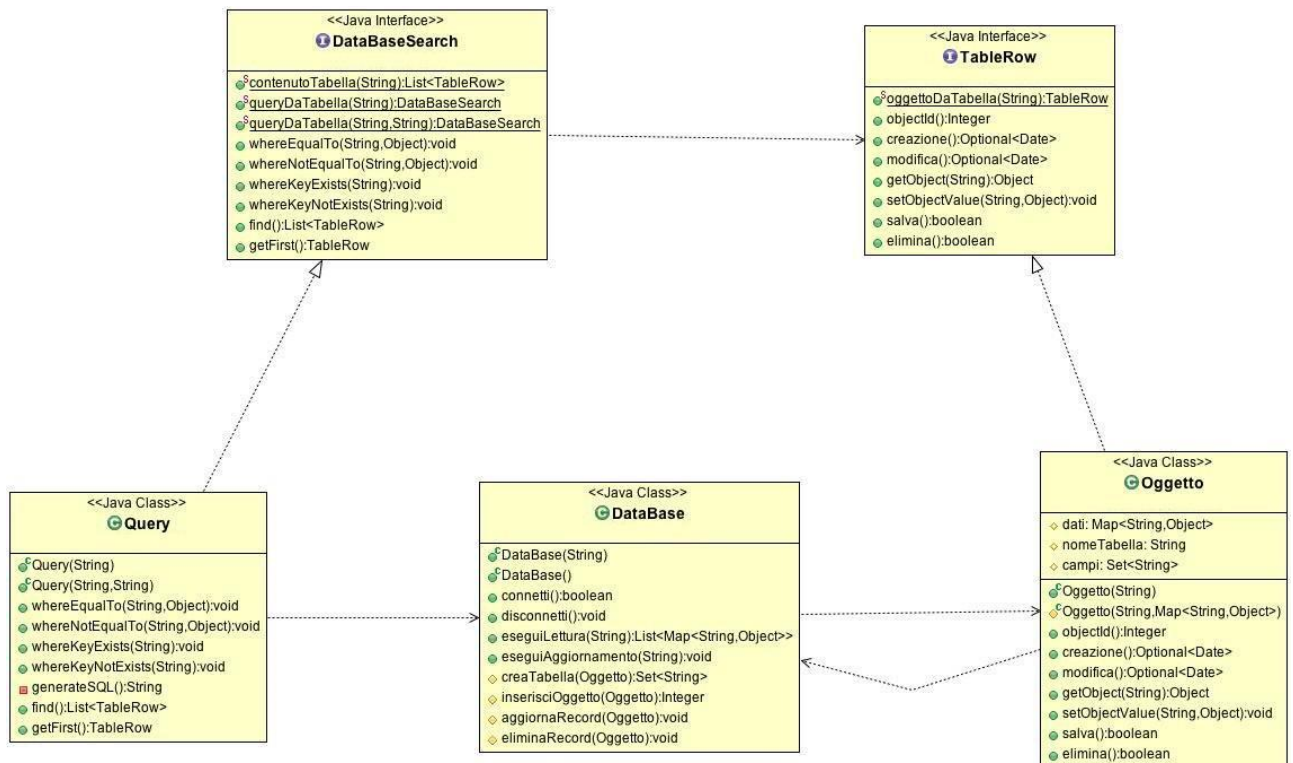 <<Java Interface>>
DataBaseSearch
contenutoTabella(String):List<TableRow>
queryDaTabella(String):DataBaseSearch
queryDaTabella(String,String):DataBaseSearch
whereEqualTo(String,Object):void
whereNotEqualTo(String,Object):void
whereKeyExists(String):void
whereKeyNotExists(String):void
find():List<TableRow>
getFirst():TableRow
<<Java Interface>>
TableRow
oggettoDaTabella(String):TableRow
objectId():Integer
creazione():Optional<Date>
modifica():Optional<Date>
getObject(String):Object
setObjectValue(String,Object):void
salva():boolean
elimina():boolean
<<Java Class>>
Query
Query(String)
Query(String,String)
whereEqualTo(String,Object):void
whereNotEqualTo(String,Object):void
whereKeyExists(String):void
whereKeyNotExists(String):void
generateSQL():String
find():List<TableRow>
getFirst():TableRow
<<Java Class>>
DataBase
DataBase(String)
DataBase()
connetti():boolean
disconnetti():void
eseguiLettura(String):List<Map<String,Object>>
eseguiAggiornamento(String):void
creaTabella(Oggetto):Set<String>
inserisciOggetto(Oggetto):Integer
aggiornaRecord(Oggetto):void
eliminaRecord(Oggetto):void
<<Java Class>>
Oggetto
dati: Map<String,Object>
nomeTabella: String
campi: Set<String>
Oggetto(String)
Oggetto(String,Map<String,Object>)
objectId():Integer
creazione():Optional<Date>
modifica():Optional<Date>
getObject(String):Object
setObjectValue(String,Object):void
salva():boolean
elimina():boolean